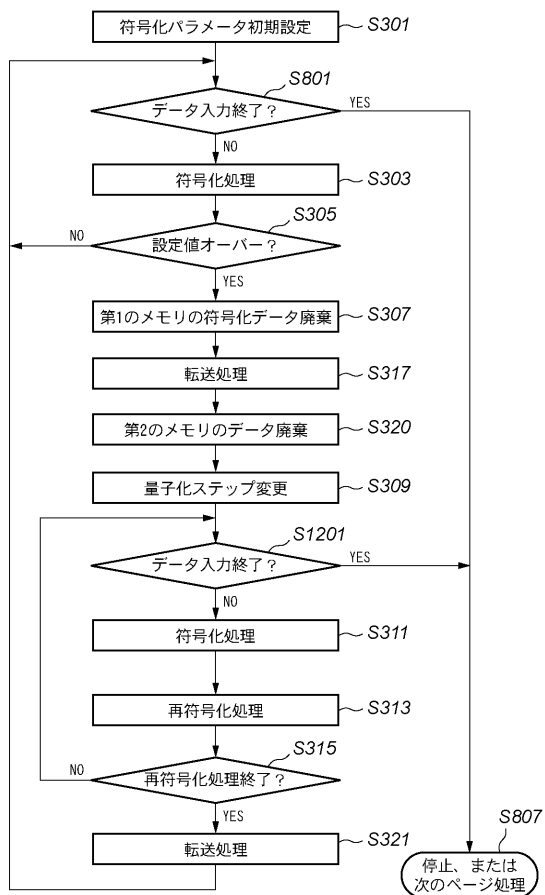 符号化パラメータ初期設定
S301
S801
データ入力終了？
YES
NO
符号化処理
S303
S305
NO
設定値オーバー？
YES
第1のメモリの符号化データ廃棄
S307
転送処理
S317
第2のメモリのデータ廃棄
S320
量子化ステップ変更
S309
S1201
データ入力終了？
YES
NO
符号化処理
S311
再符号化処理
S313
S315
NO
再符号化処理終了？
YES
転送処理
S321
S807
停止、または
次のページ処理